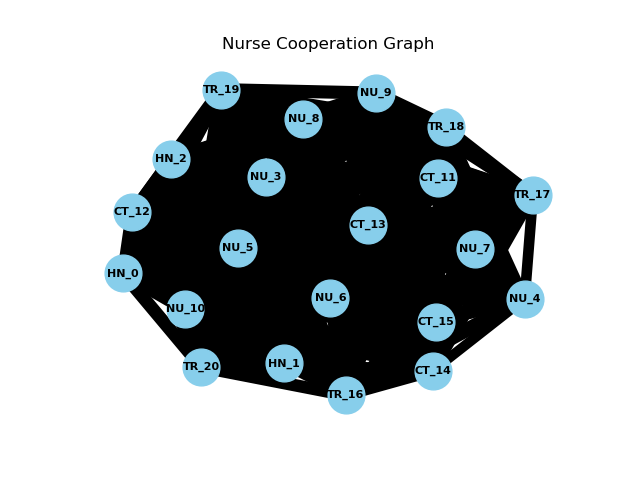 Nurse Cooperation Graph
TR_19
NU_9
NU_8
TR_18
HN_2
NU_3
CT_11
TR_17
CT_12
CT_13
NU_5
NU_7
HN_0
NU_10
NU_6
NU_4
CT_15
TR_20
HN_1
CT_14
TR_16